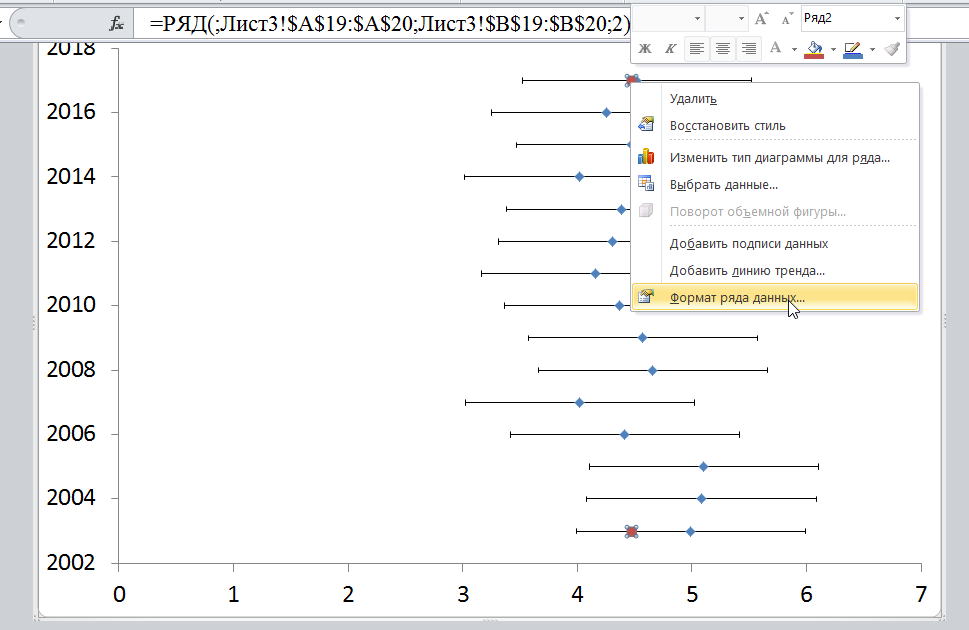 fx =РЯД(;Лист3!$A$19:$A$20;Лист3!$B$19:$B$20;2)
A A Ряд2
Ж К A
2018
2016
2014
2012
2010
2008
2006
2004
2002
0 1 2 3 4 5 6 7
Удалить
Восстановить стиль
Изменить тип диаграммы для ряда...
Выбрать данные...
Поворот объемной фигуры...
Добавить подписи данных
Добавить линию тренда...
Формат ряда данных...